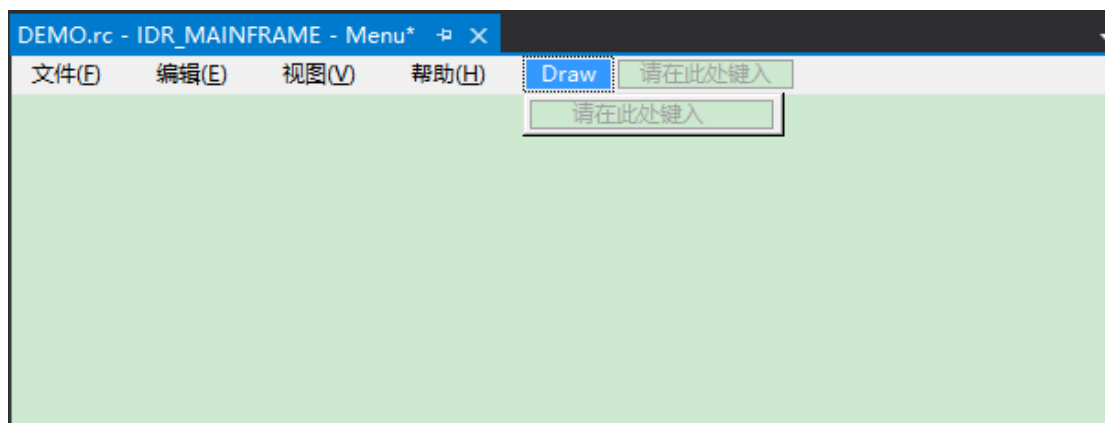 DEMO.rc - IDR_MAINFRAME - Menu*
文件(F) 编辑(E) 视图(V) 帮助(H) Draw 请在此处键入
请在此处键入